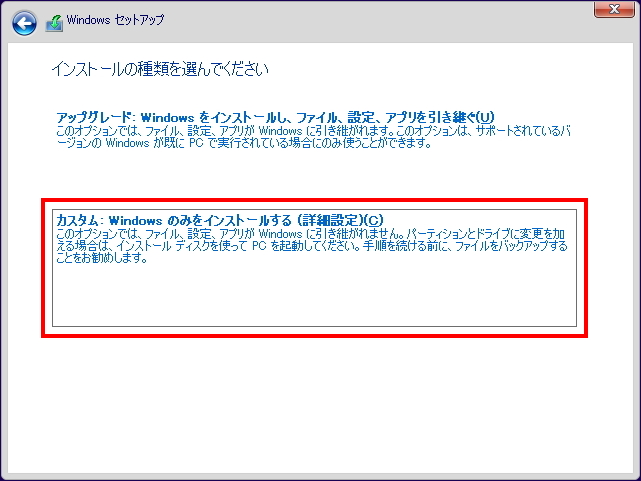 Windows セットアップ
インストールの種類を選んでください
アップグレード: Windows をインストールし、ファイル、設定、アプリを引き継ぐ(U)
このオプションでは、ファイル、設定、アプリが Windows に引き継がれます。このオプションは、サポートされているバ
ージョンの Windows が既に PC で実行されている場合にのみ使うことができます。
カスタム: Windows のみをインストールする (詳細設定)(C)
このオプションでは、ファイル、設定、アプリが Windows に引き継がれません。パーティションとドライブに変更を加
える場合は、インストール ディスクを使って PC を起動してください。手順を続ける前に、ファイルをバックアップする
ことをお勧めします。